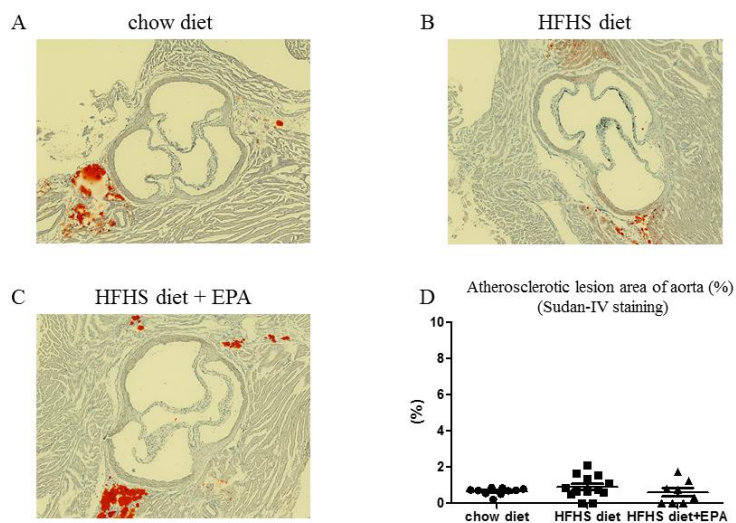 A
chow diet
B
HFHS diet
C
HFHS diet + EPA
D
Atherosclerotic lesion area of aorta (%)
(Sudan-IV staining)
(%)
10
8
6
4
2
0
chow diet
HFHS diet
HFHS diet+EPA